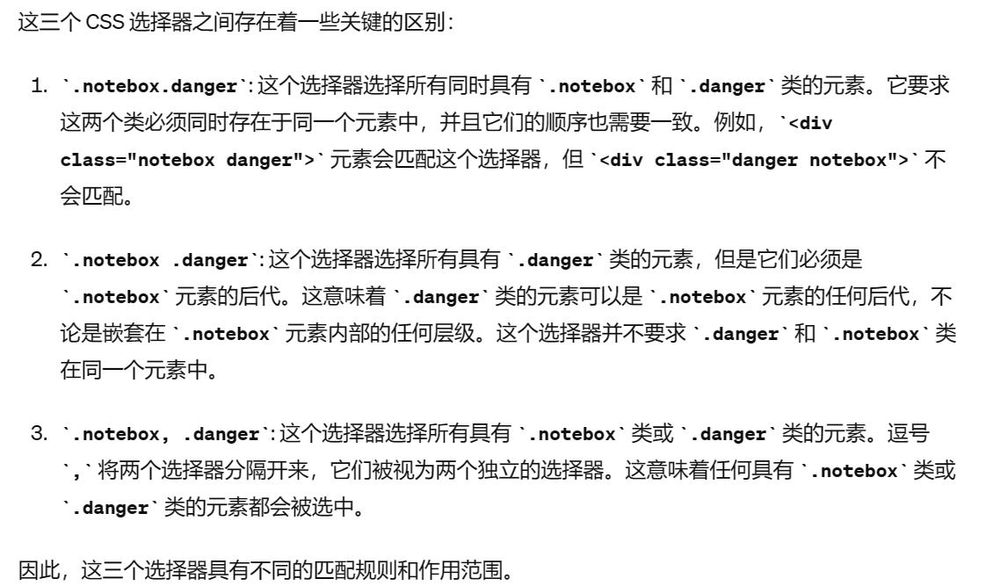 这三个 CSS 选择器之间存在着一些关键的区别：
1. `.notebox.danger`: 这个选择器选择所有同时具有 `.notebox` 和 `.danger` 类的元素。它要求
这两个类必须同时存在于同一个元素中，并且它们的顺序也需要一致。例如， `<div
class="notebox danger">` 元素会匹配这个选择器，但 `<div class="danger notebox">` 不
会匹配。
2. `.notebox .danger`: 这个选择器选择所有具有 `.danger` 类的元素，但是它们必须是
`.notebox` 元素的后代。这意味着 `.danger` 类的元素可以是 `.notebox` 元素的任何后代，不
论是嵌套在 `.notebox` 元素内部的任何层级。这个选择器并不要求 `.danger` 和 `.notebox` 类
在同一个元素中。
3. `.notebox, .danger`: 这个选择器选择所有具有 `.notebox` 类或 `.danger` 类的元素。逗号
`,` 将两个选择器分隔开来，它们被视为两个独立的选择器。这意味着任何具有 `.notebox` 类或
`.danger` 类的元素都会被选中。
因此，这三个选择器具有不同的匹配规则和作用范围。